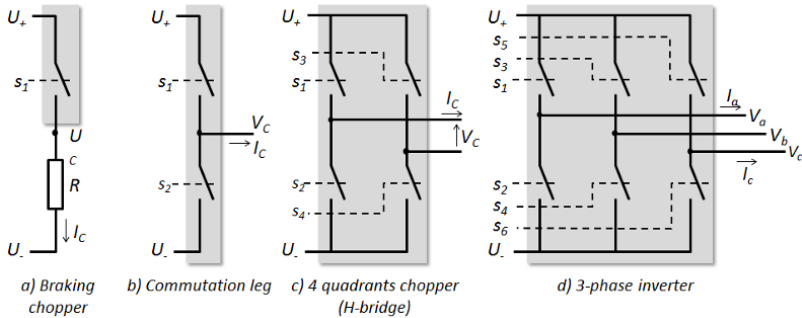 U+
s1
U
C
R
IC
U-
a) Braking
chopper
U+
s1
VC
IC
s2
U-
b) Commutation leg
U+
s3
s1
IC
VC
s2
s4
U-
c) 4 quadrants chopper
(H-bridge)
U+
s5
s3
s1
Ia
Va
Vb
Vc
Ic
s2
s4
s6
U-
d) 3-phase inverter